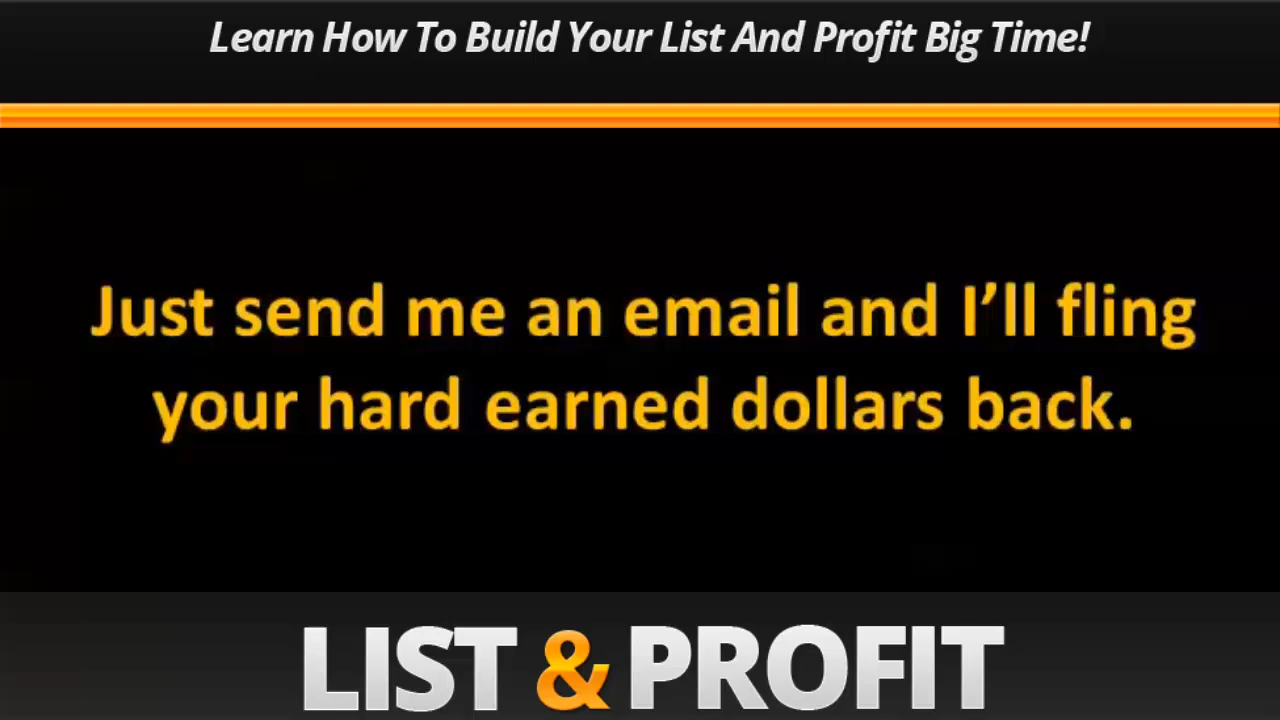 Learn How To Build Your List And Profit Big Time!
Just send me an email and I’ll fling
your hard earned dollars back.
LIST & PROFIT